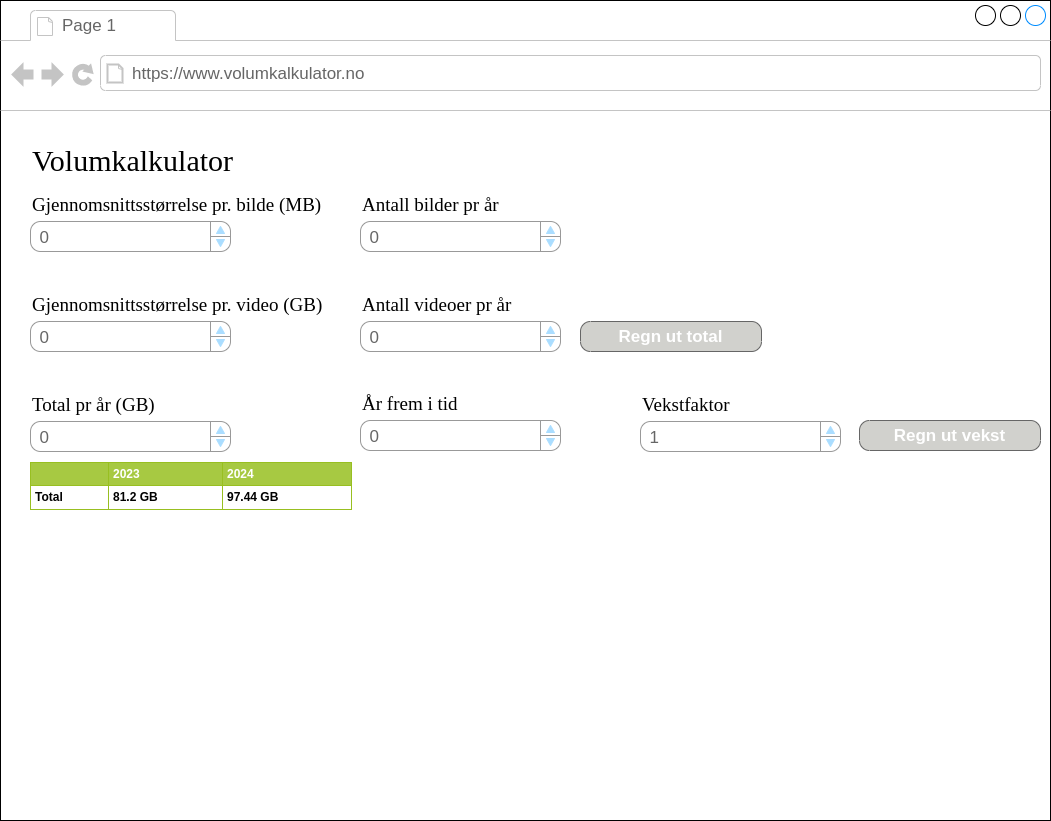 Page 1
https://www.volumkalkulator.no
Volumkalkulator
Gjennomsnittsstørrelse pr. bilde (MB) Antall bilder pr år
0 0
Gjennomsnittsstørrelse pr. video (GB) Antall videoer pr år
0 0 Regn ut total
Total pr år (GB) År frem i tid Vekstfaktor
0 0 1 Regn ut vekst
2023 2024
Total 81.2 GB 97.44 GB